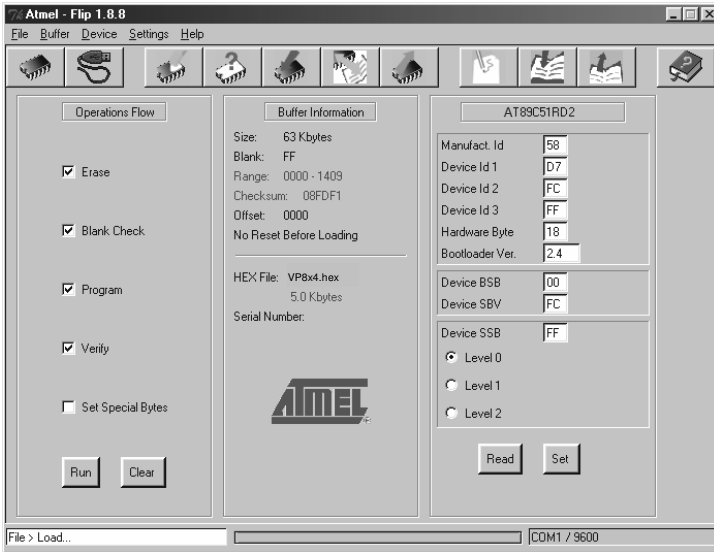 Atmel - Flip 1.8.8
File Buffer Device Settings Help
Operations Flow
Erase
Blank Check
Program
Verify
Set Special Bytes
Run Clear
Buffer Information
Size: 63 Kbytes
Blank: FF
Range: 0000 - 1409
Checksum: 08FDF1
Offset: 0000
No Reset Before Loading
HEX File: VP8x4.hex
5.0 Kbytes
Serial Number:
ATMEL
AT89C51RD2
Manufact. Id 58
Device Id 1 D7
Device Id 2 FC
Device Id 3 FF
Hardware Byte 18
Bootloader Ver. 2.4
Device BSB 00
Device SBV FC
Device SSB FF
Level 0
Level 1
Level 2
Read Set
File > Load...
COM1 / 9600